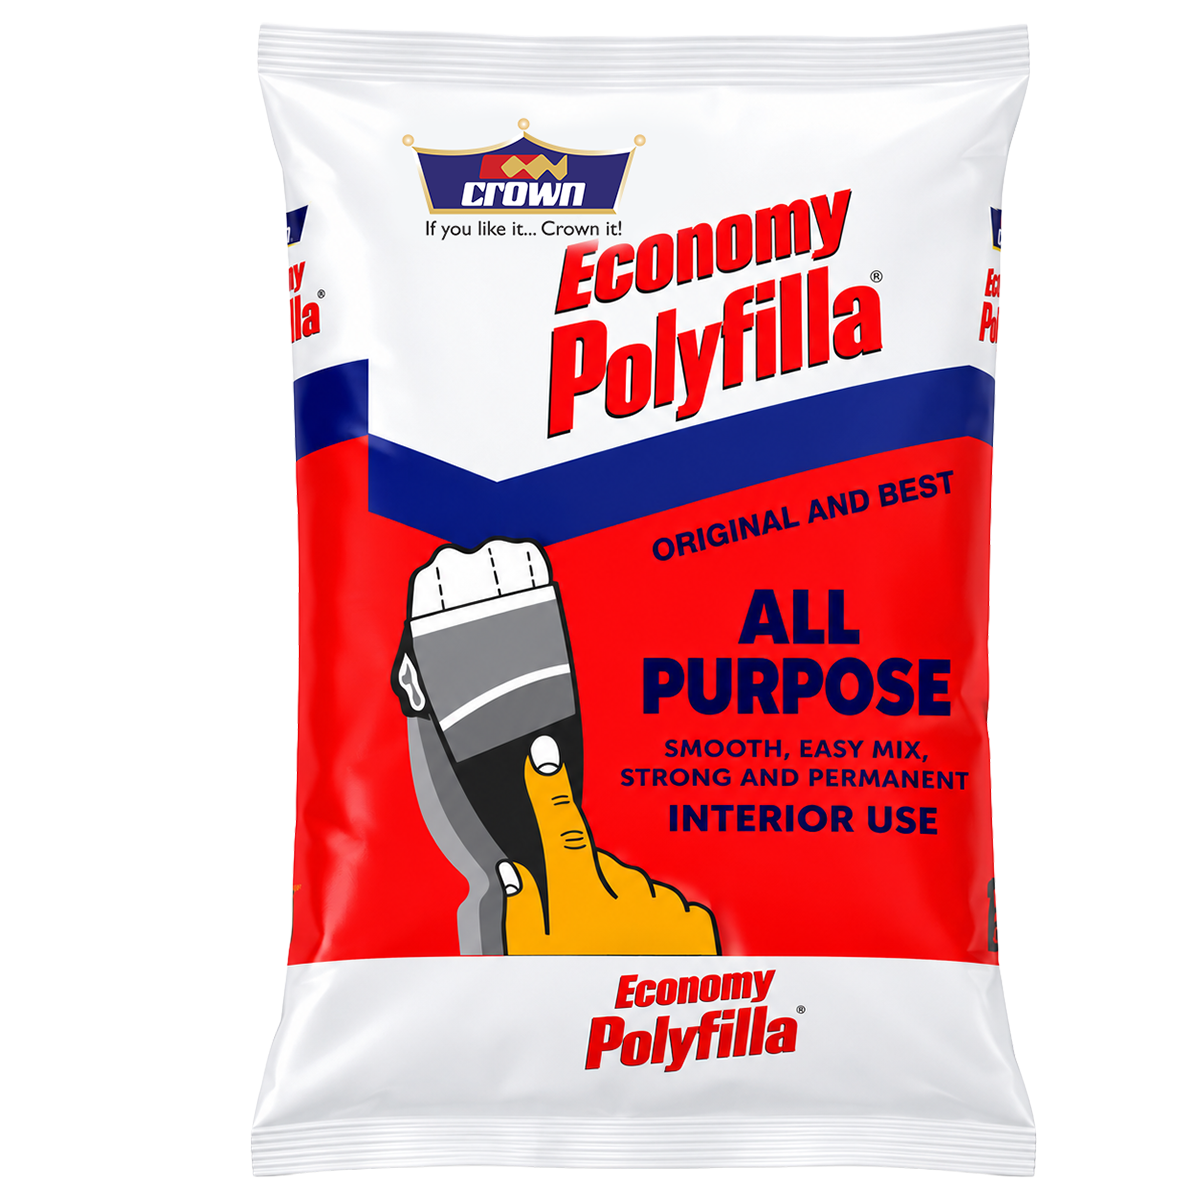 crown
If you like it... Crown it!
Economy
Polyfilla®
ORIGINAL AND BEST
ALL
PURPOSE
SMOOTH, EASY MIX,
STRONG AND PERMANENT
INTERIOR USE
Economy
Polyfilla®